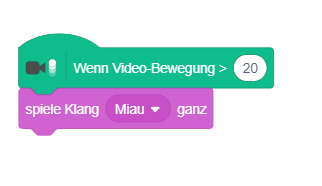 Wenn Video-Bewegung > 20
spiele Klang Miau ganz